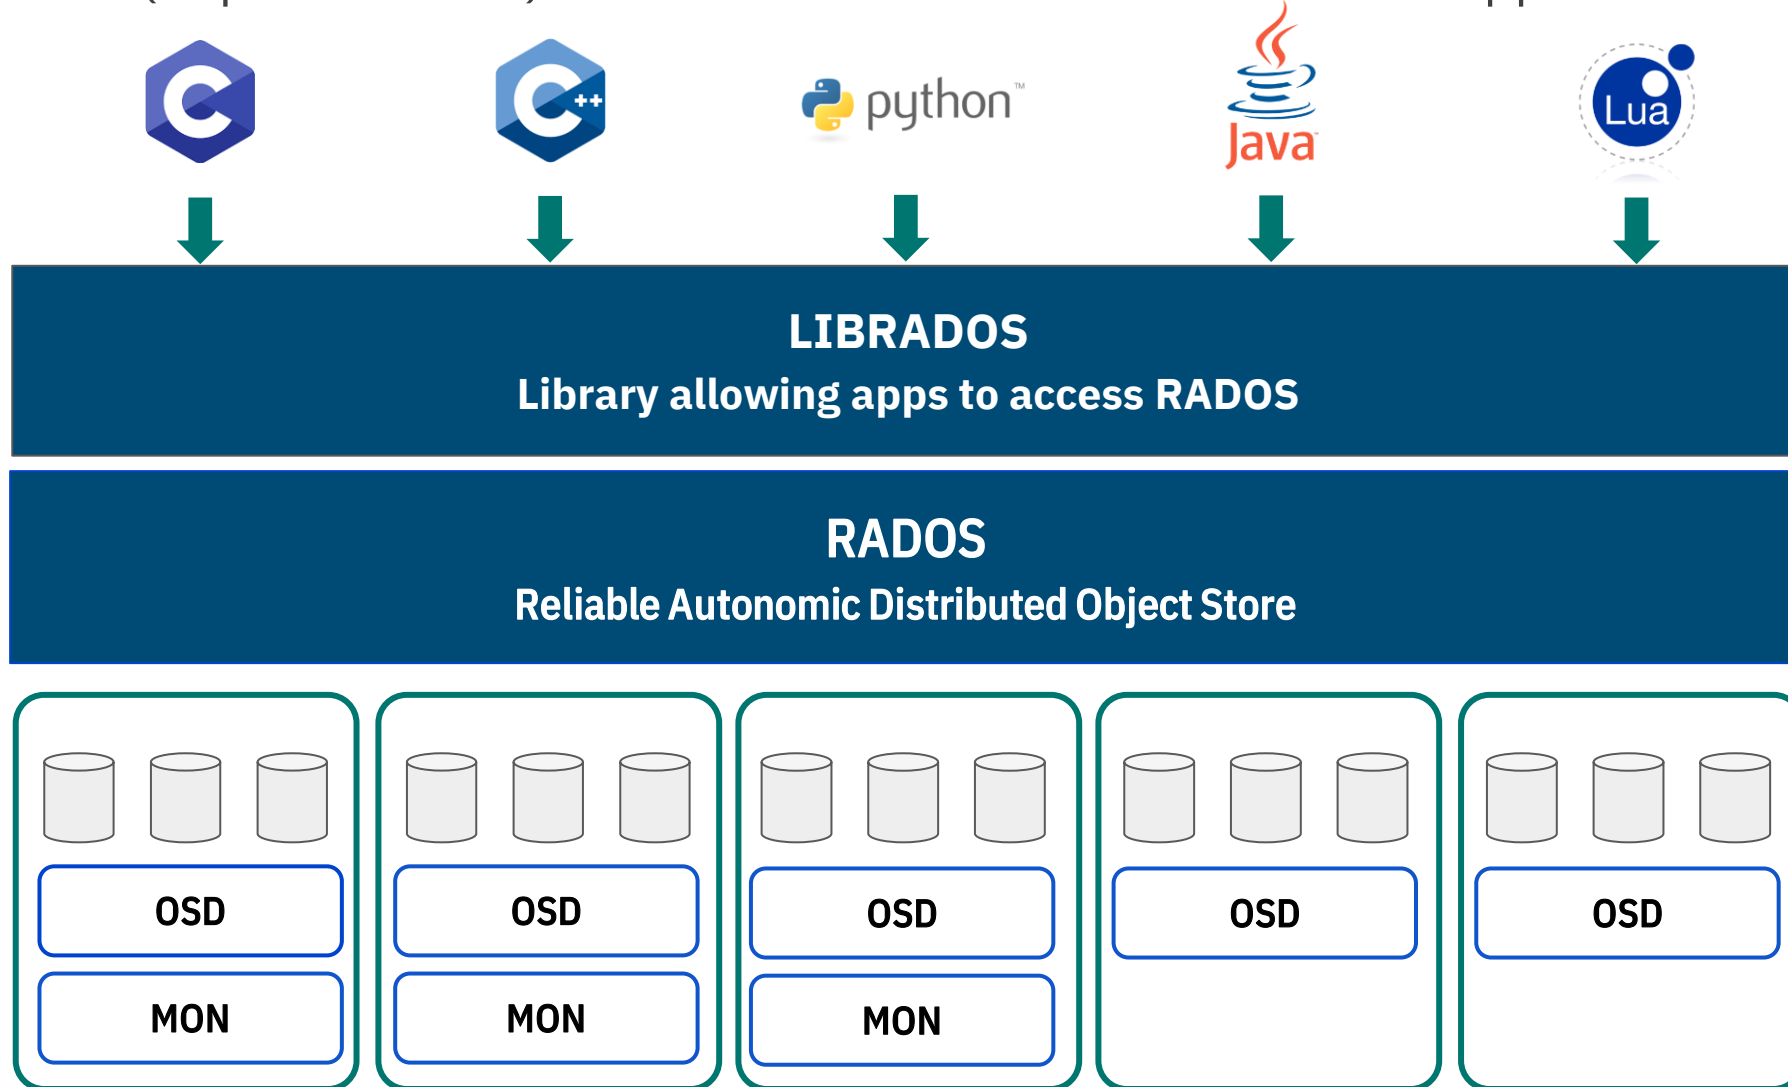 C
C++
python™
Java
Lua
LIBRADOS
Library allowing apps to access RADOS
RADOS
Reliable Autonomic Distributed Object Store
OSD OSD OSD OSD OSD
MON MON MON